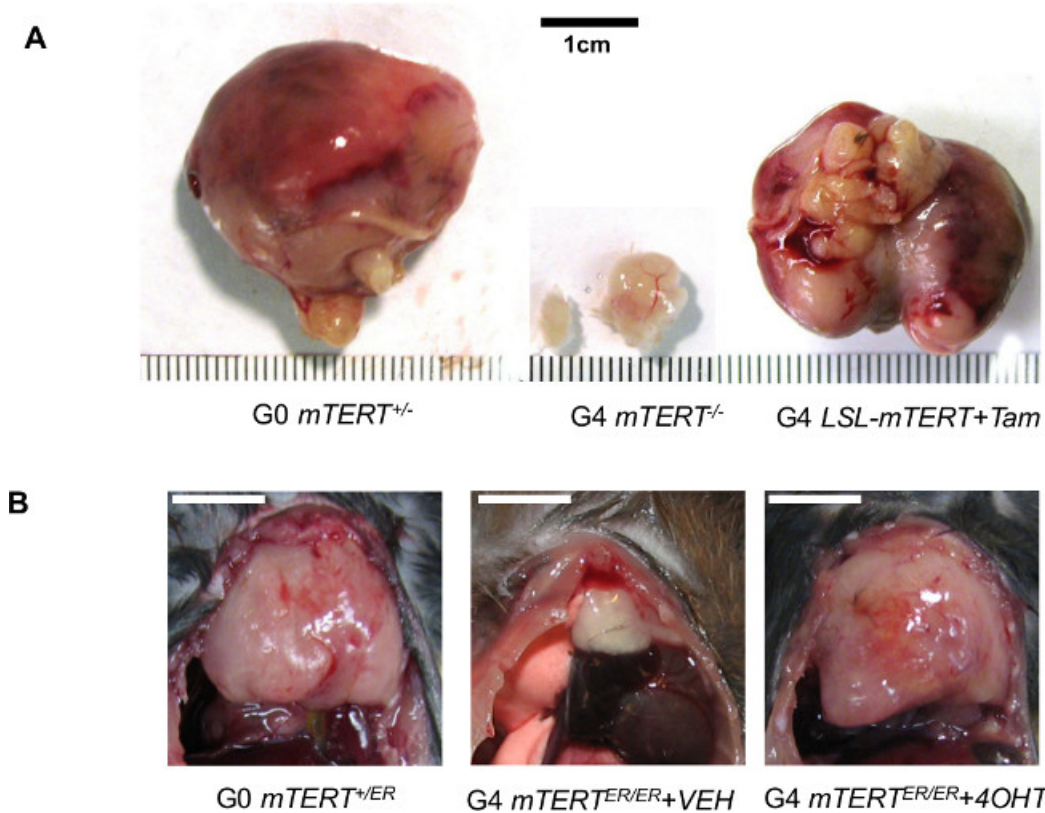 A
1cm
G0 mTERT+/-
G4 mTERT-/-
G4 LSL-mTERT+Tam
B
G0 mTERT+/ER
G4 mTERTER/ER+VEH
G4 mTERTER/ER+4OHT